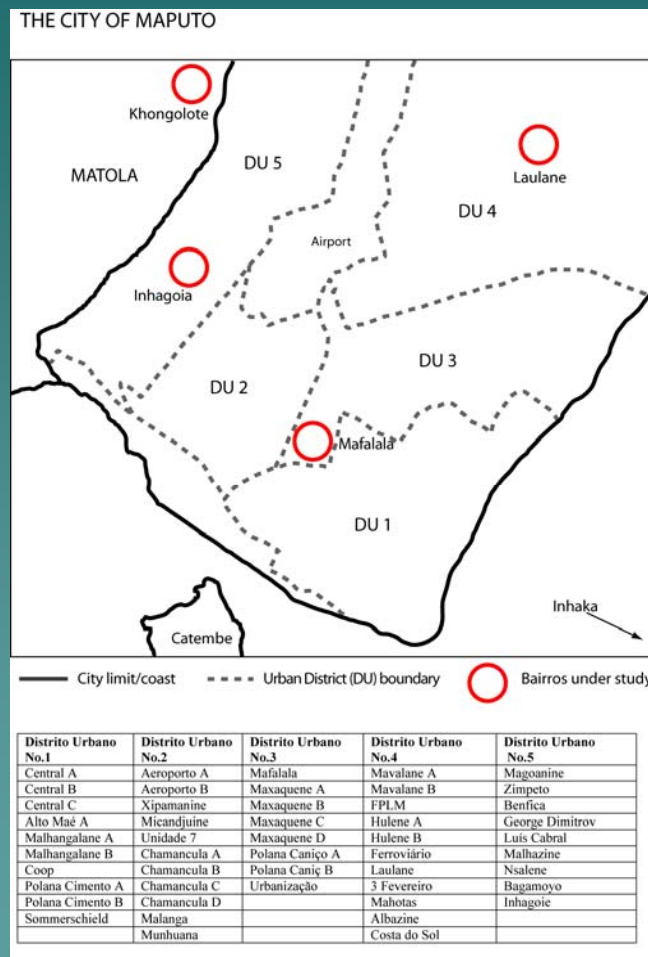 THE CITY OF MAPUTO
Khongolote
MATOLA
DU 5
Laulane
DU 4
Airport
Inhagoia
DU 3
DU 2
Mafalala
DU 1
Inhaka
Catembe
City limit/coast
Urban District (DU) boundary
Bairros under study
Distrito Urbano No.1 Distrito Urbano No.2 Distrito Urbano No.3 Distrito Urbano No.4 Distrito Urbano No.5
Central A Aeroporto A Mafalala Mavalane A Magoanine
Central B Aeroporto B Maxaquene A Mavalane B Zimpeto
Central C Xipamanine Maxaquene B FPLM Benfica
Alto Maé A Micandjuine Maxaquene C Hulene A George Dimitrov
Malhangalane A Unidade 7 Maxaquene D Hulene B Luís Cabral
Malhangalane B Chamancula A Polana Caniço A Ferroviário Malhazine
Coop Chamancula B Polana Caniç B Laulane Nsalene
Polana Cimento A Chamancula C Urbanização 3 Fevereiro Bagamoyo
Polana Cimento B Chamancula D Mahotas Inhagoie
Sommerschield Malanga Albazine
Munhuana Costa do Sol